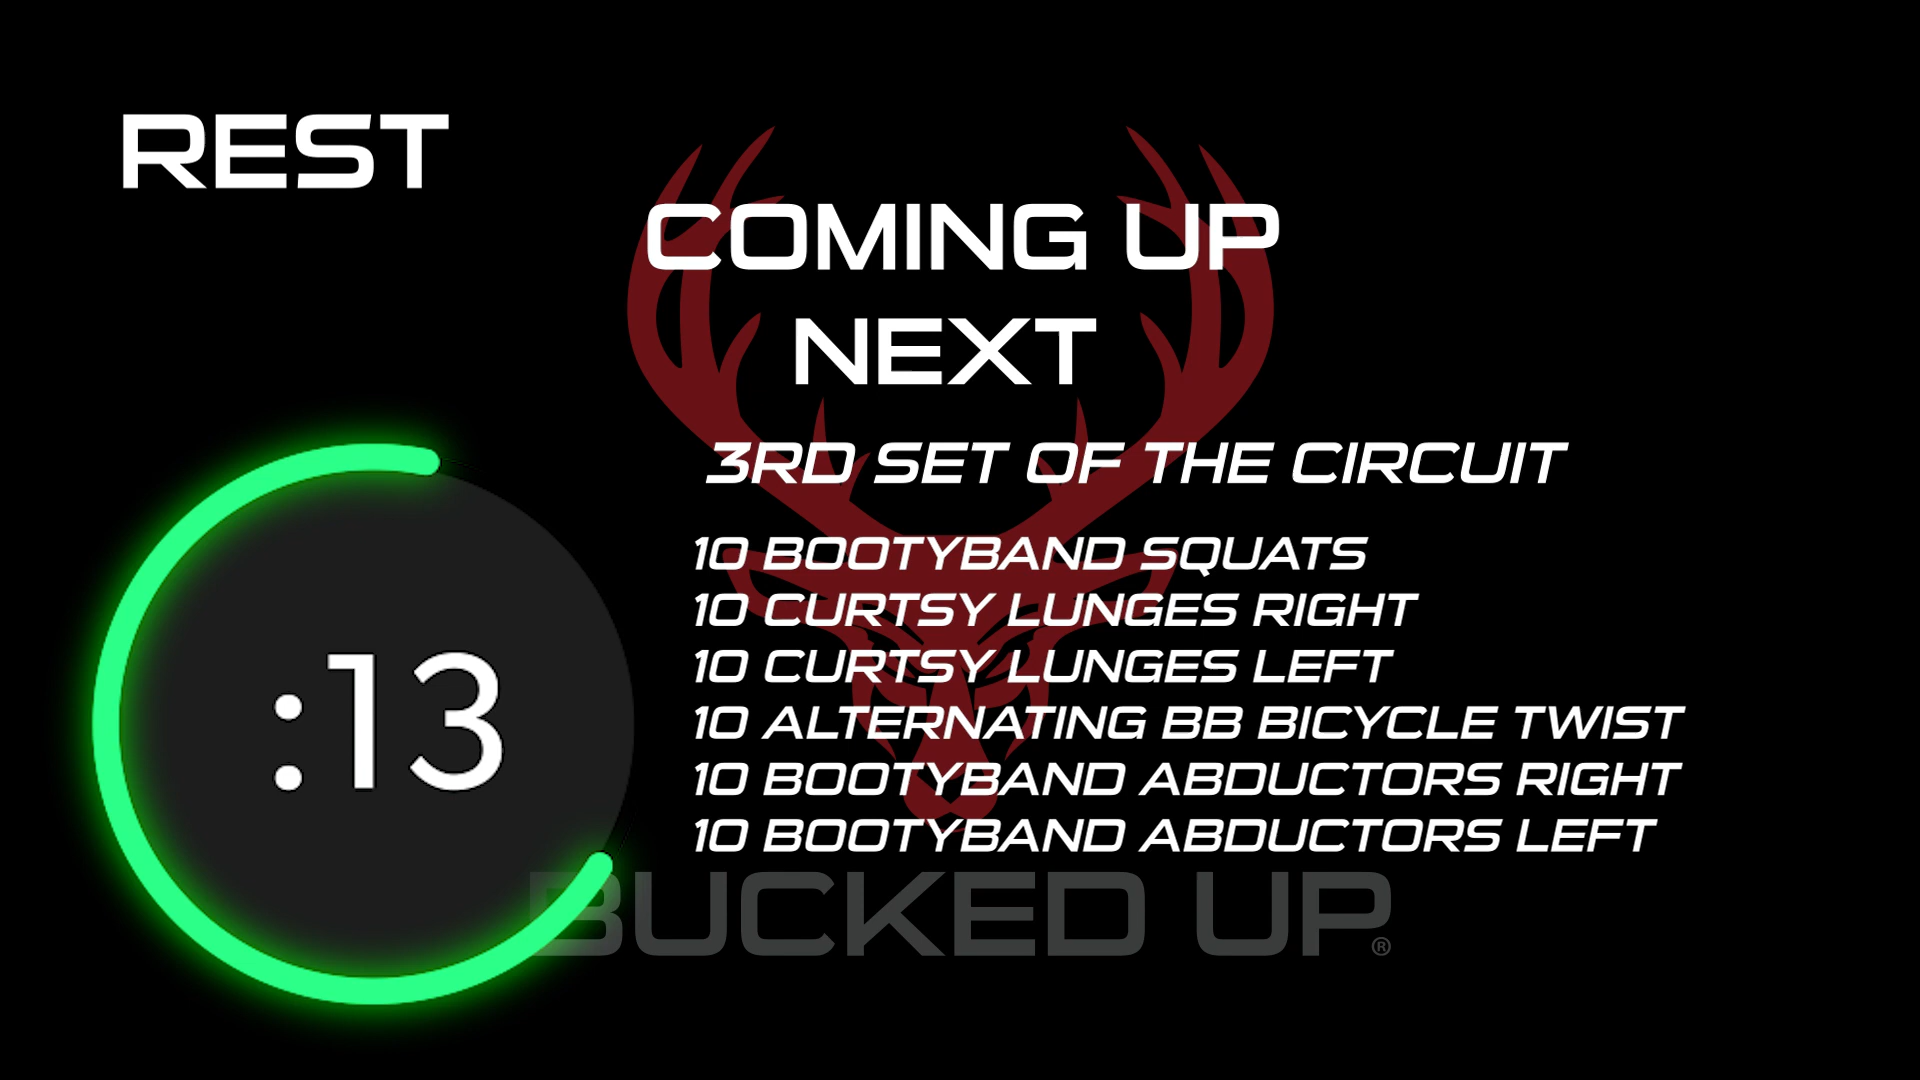 REST
COMING UP
NEXT
3RD SET OF THE CIRCUIT
10 BOOTYBAND SQUATS
10 CURTSY LUNGES RIGHT
10 CURTSY LUNGES LEFT
10 ALTERNATING BB BICYCLE TWIST
10 BOOTYBAND ABDUCTORS RIGHT
10 BOOTYBAND ABDUCTORS LEFT
:13
BUCKED UP®